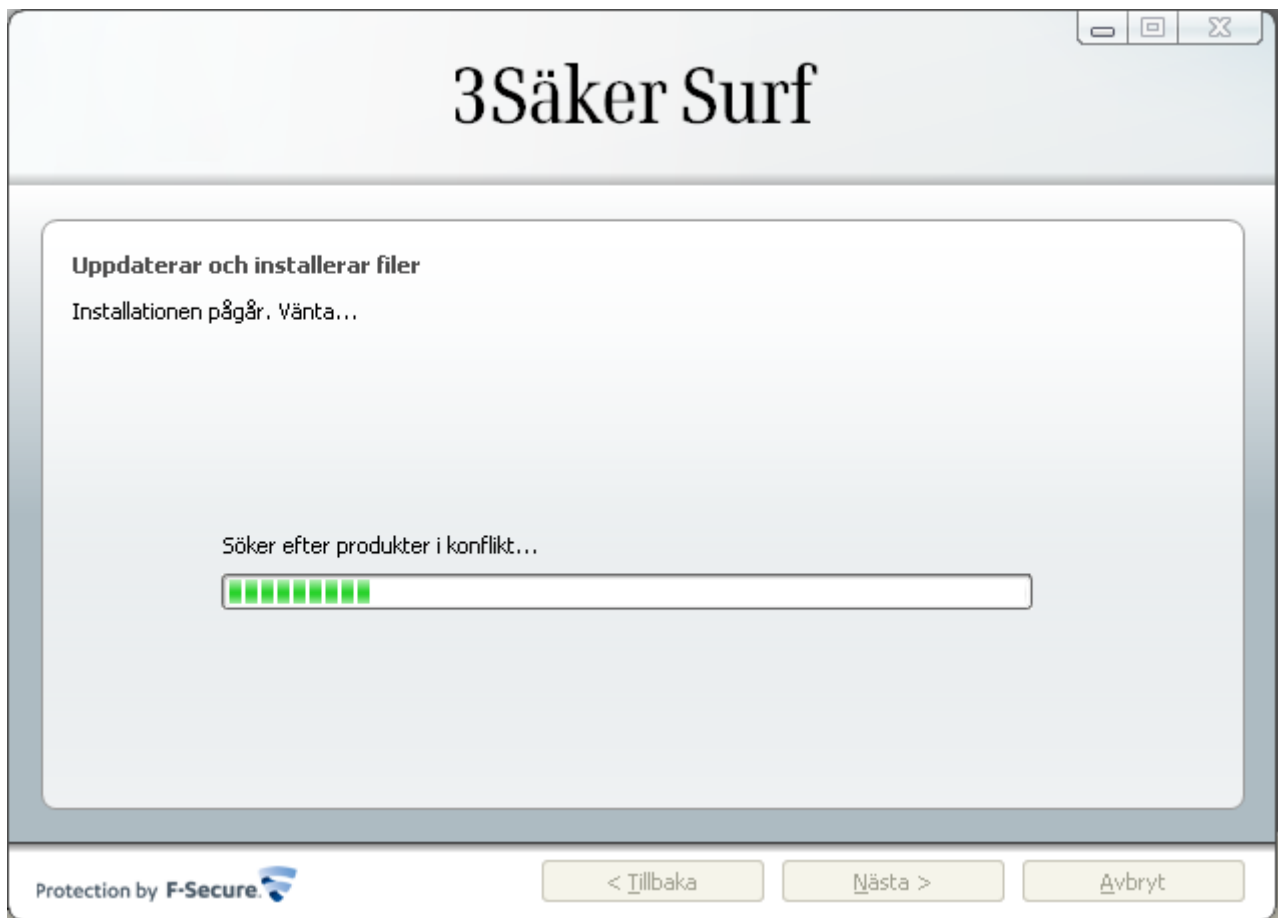 3Säker Surf
Uppdaterar och installerar filer
Installationen pågår. Vänta...
Söker efter produkter i konflikt...
Protection by F-Secure.
< Tillbaka
Nästa >
Avbryt